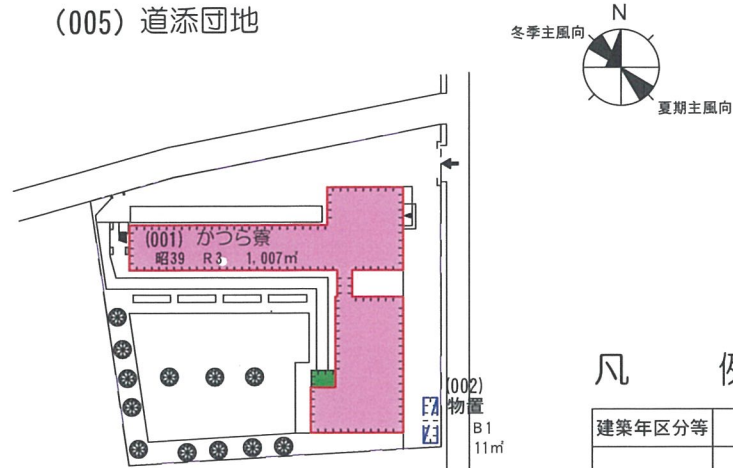 (005) 道添団地
N
冬季主風向
夏期主風向
(001) かつら寮
昭39 R3 1,007㎡
(002)
物置
B1
11㎡
凡 例
建築年区分等